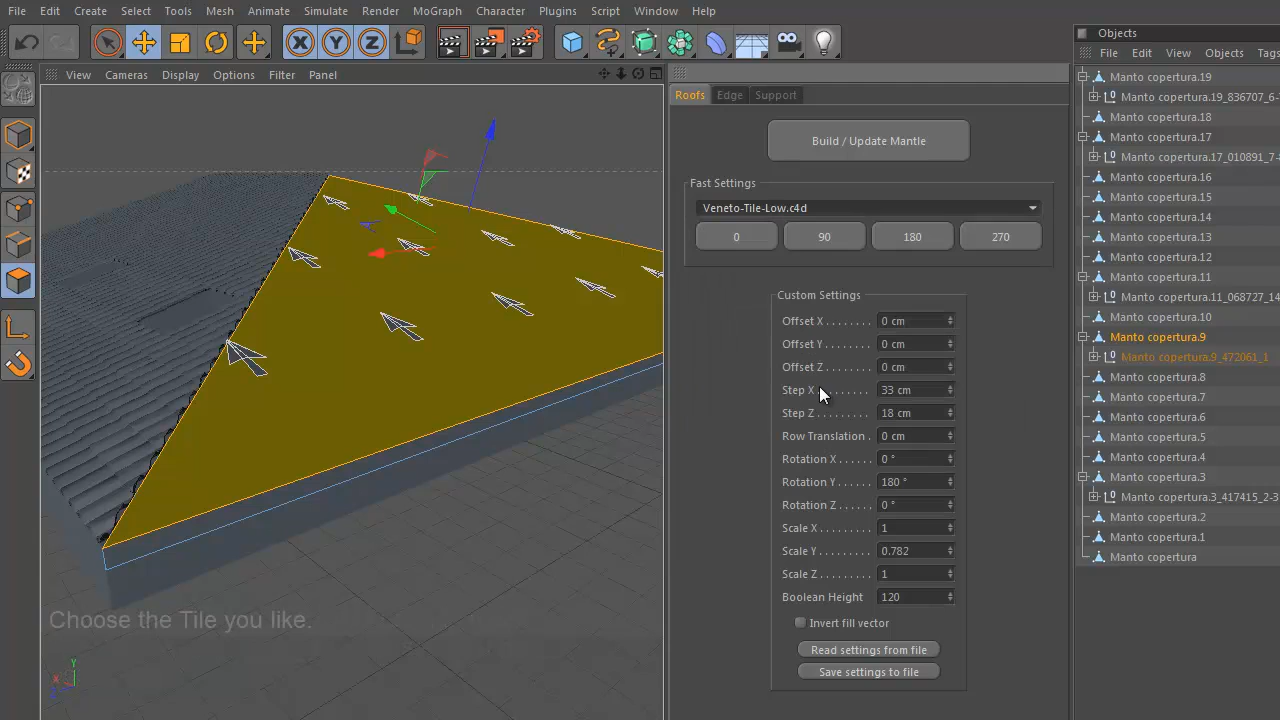 File Edit Create Select Tools Mesh Animate Simulate Render MoGraph Character Plugins Script Window Help
View Cameras Display Options Filter Panel
Choose the Tile you like.
X Y Z
Roofs Edge Support
Build / Update Mantle
Fast Settings
Veneto-Tile-Low.c4d
0 90 180 270
Custom Settings
Offset X 0 cm
Offset Y 0 cm
Offset Z 0 cm
Step X 33 cm
Step Z 18 cm
Row Translation 0 cm
Rotation X 0 °
Rotation Y 180 °
Rotation Z 0 °
Scale X 1
Scale Y 0.782
Scale Z 1
Boolean Height 120
Invert fill vector
Read settings from file
Save settings to file
Objects
File Edit View Objects Tags
Manto copertura.19
Manto copertura.19_836707_6-
Manto copertura.18
Manto copertura.17
Manto copertura.17_010891_7-
Manto copertura.16
Manto copertura.15
Manto copertura.14
Manto copertura.13
Manto copertura.12
Manto copertura.11
Manto copertura.11_068727_14
Manto copertura.10
Manto copertura.9
Manto copertura.9_472061_1
Manto copertura.8
Manto copertura.7
Manto copertura.6
Manto copertura.5
Manto copertura.4
Manto copertura.3
Manto copertura.3_417415_2-3
Manto copertura.2
Manto copertura.1
Manto copertura